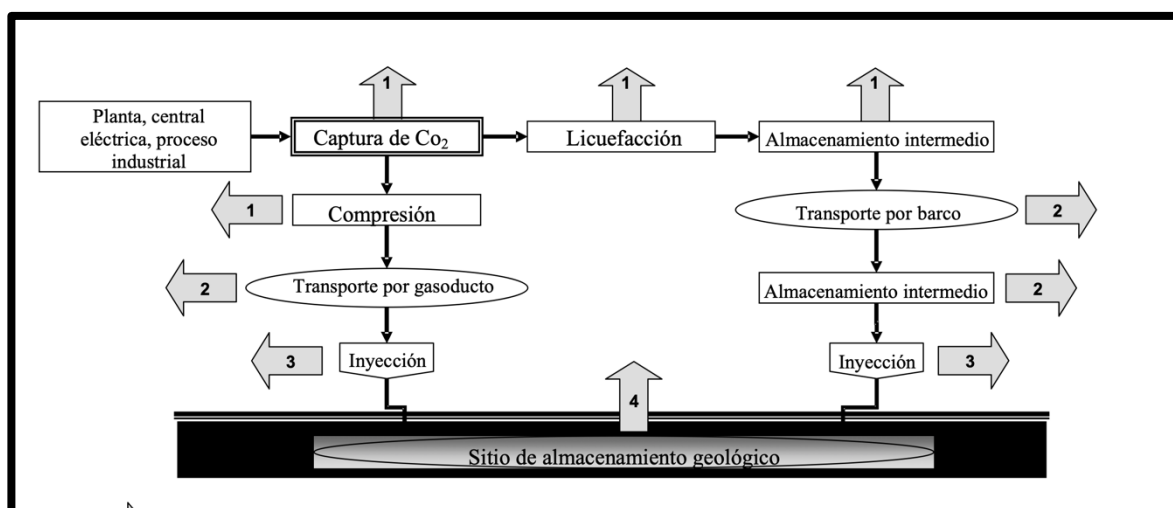 1
1
1
Planta, central
eléctrica, proceso
industrial
Captura de Co₂
Licuefacción
Almacenamiento intermedio
1
Compresión
Transporte por barco
2
2
Transporte por gasoducto
Almacenamiento intermedio
2
3
Inyección
Inyección
3
4
Sitio de almacenamiento geológico